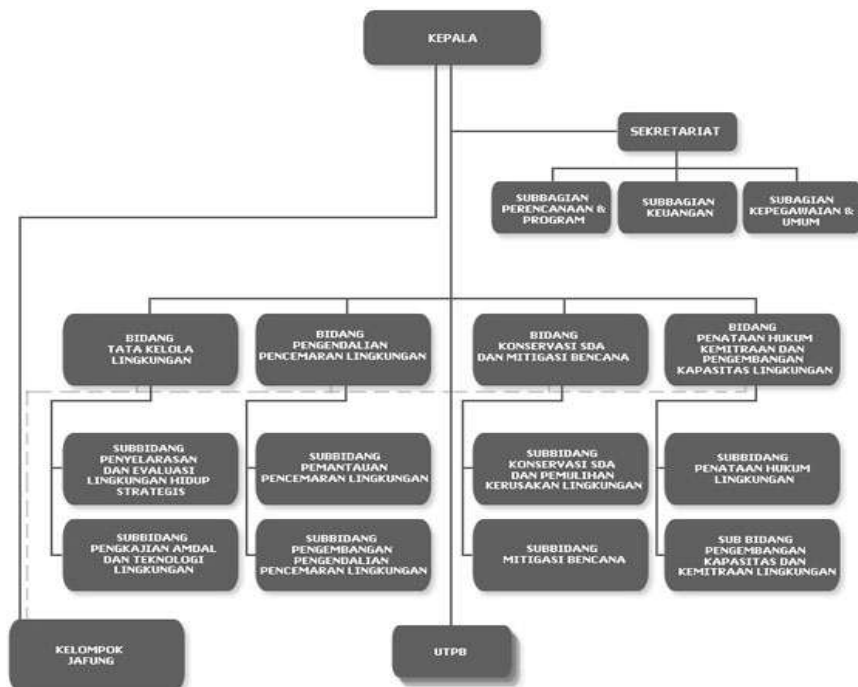 KEPALA
SEKRETARIAT
SUBBAGIAN
PERENCANAAN &
PROGRAM
SUBBAGIAN
KEUANGAN
SUBAGIAN
KEPEGAWAIAN &
UMUM
BIDANG
TATA KELOLA
LINGKUNGAN
BIDANG
PENGENDALIAN
PENCEMARAN LINGKUNGAN
BIDANG
KONSERVASI SDA
DAN MITIGASI BENCANA
BIDANG
PENATAAN HUKUM
KEMITRAAN DAN
PENGEMBANGAN
KAPASITAS LINGKUNGAN
SUBBIDANG
PENYELARASAN
DAN EVALUASI
LINGKUNGAN HIDUP
STRATEGIS
SUBBIDANG
PEMANTAUAN
PENCEMARAN LINGKUNGAN
SUBBIDANG
KONSERVASI SDA
DAN PEMULIHAN
KERUSAKAN LINGKUNGAN
SUBBIDANG
PENATAAN HUKUM
LINGKUNGAN
SUBBIDANG
PENGKAJIAN AMDAL
DAN TEKNOLOGI
LINGKUNGAN
SUBBIDANG
PENGEMBANGAN
PENGENDALIAN
PENCEMARAN LINGKUNGAN
SUBBIDANG
MITIGASI BENCANA
SUB BIDANG
PENGEMBANGAN
KAPASITAS DAN
KEMITRAAN LINGKUNGAN
KELOMPOK
JAFUNG
UTPB